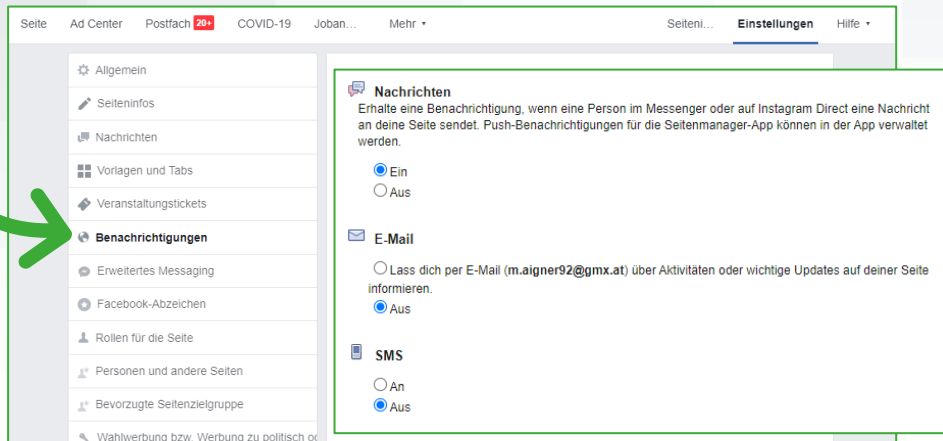 Seite Ad Center Postfach 20+ COVID-19 Joban... Mehr Seiteni... Einstellungen Hilfe
Allgemein
Seiteninfos
Nachrichten
Vorlagen und Tabs
Veranstaltungstickets
Benachrichtigungen
Erweitertes Messaging
Facebook-Abzeichen
Rollen für die Seite
Personen und andere Seiten
Bevorzugte Seitenzielgruppe
Wahlwerbung bzw. Werbung zu politisch od
Nachrichten
Erhalte eine Benachrichtigung, wenn eine Person im Messenger oder auf Instagram Direct eine Nachricht
an deine Seite sendet. Push-Benachrichtigungen für die Seitenmanager-App können in der App verwaltet
werden.
Ein
Aus
E-Mail
Lass dich per E-Mail (m.aigner92@gmx.at) über Aktivitäten oder wichtige Updates auf deiner Seite
informieren.
Aus
SMS
An
Aus